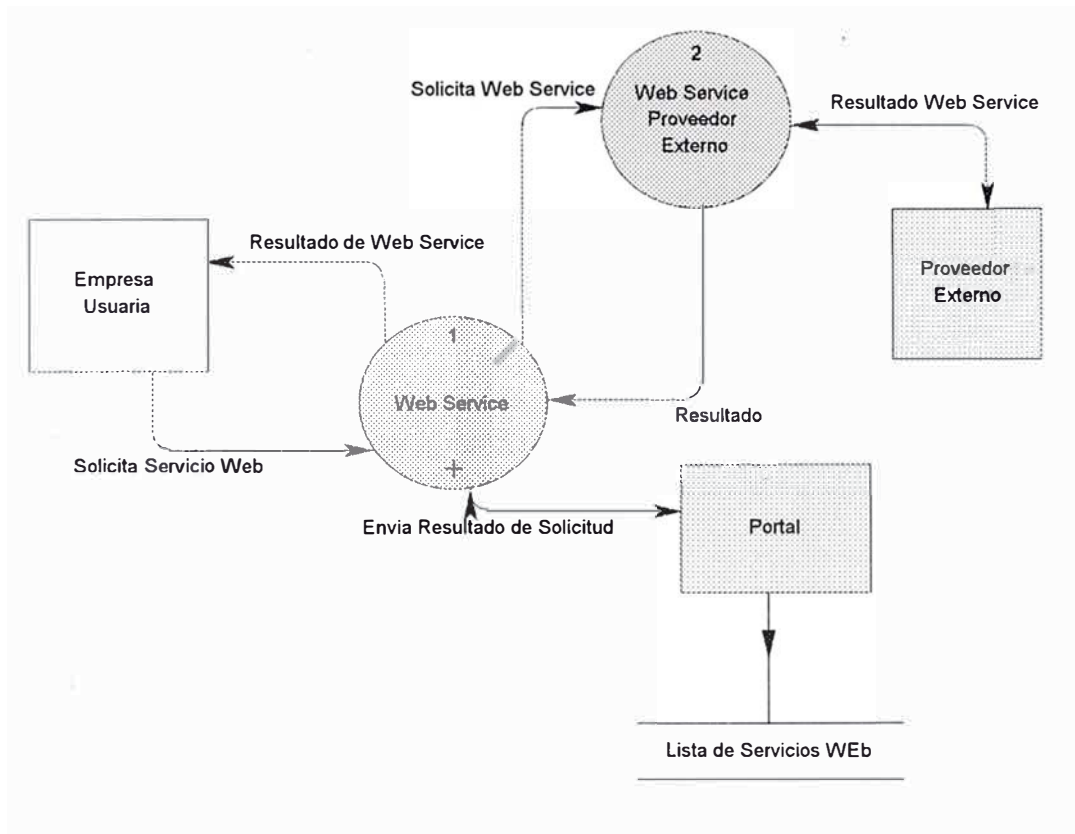 2
Solicita Web Service
Web Service
Proveedor
Externo
Resultado Web Service
Resultado de Web Service
Empresa
Usuaria
Proveedor
Externo
1
Web Service
Resultado
Solicita Servicio Web
Envia Resultado de Solicitud
Portal
Lista de Servicios WEb